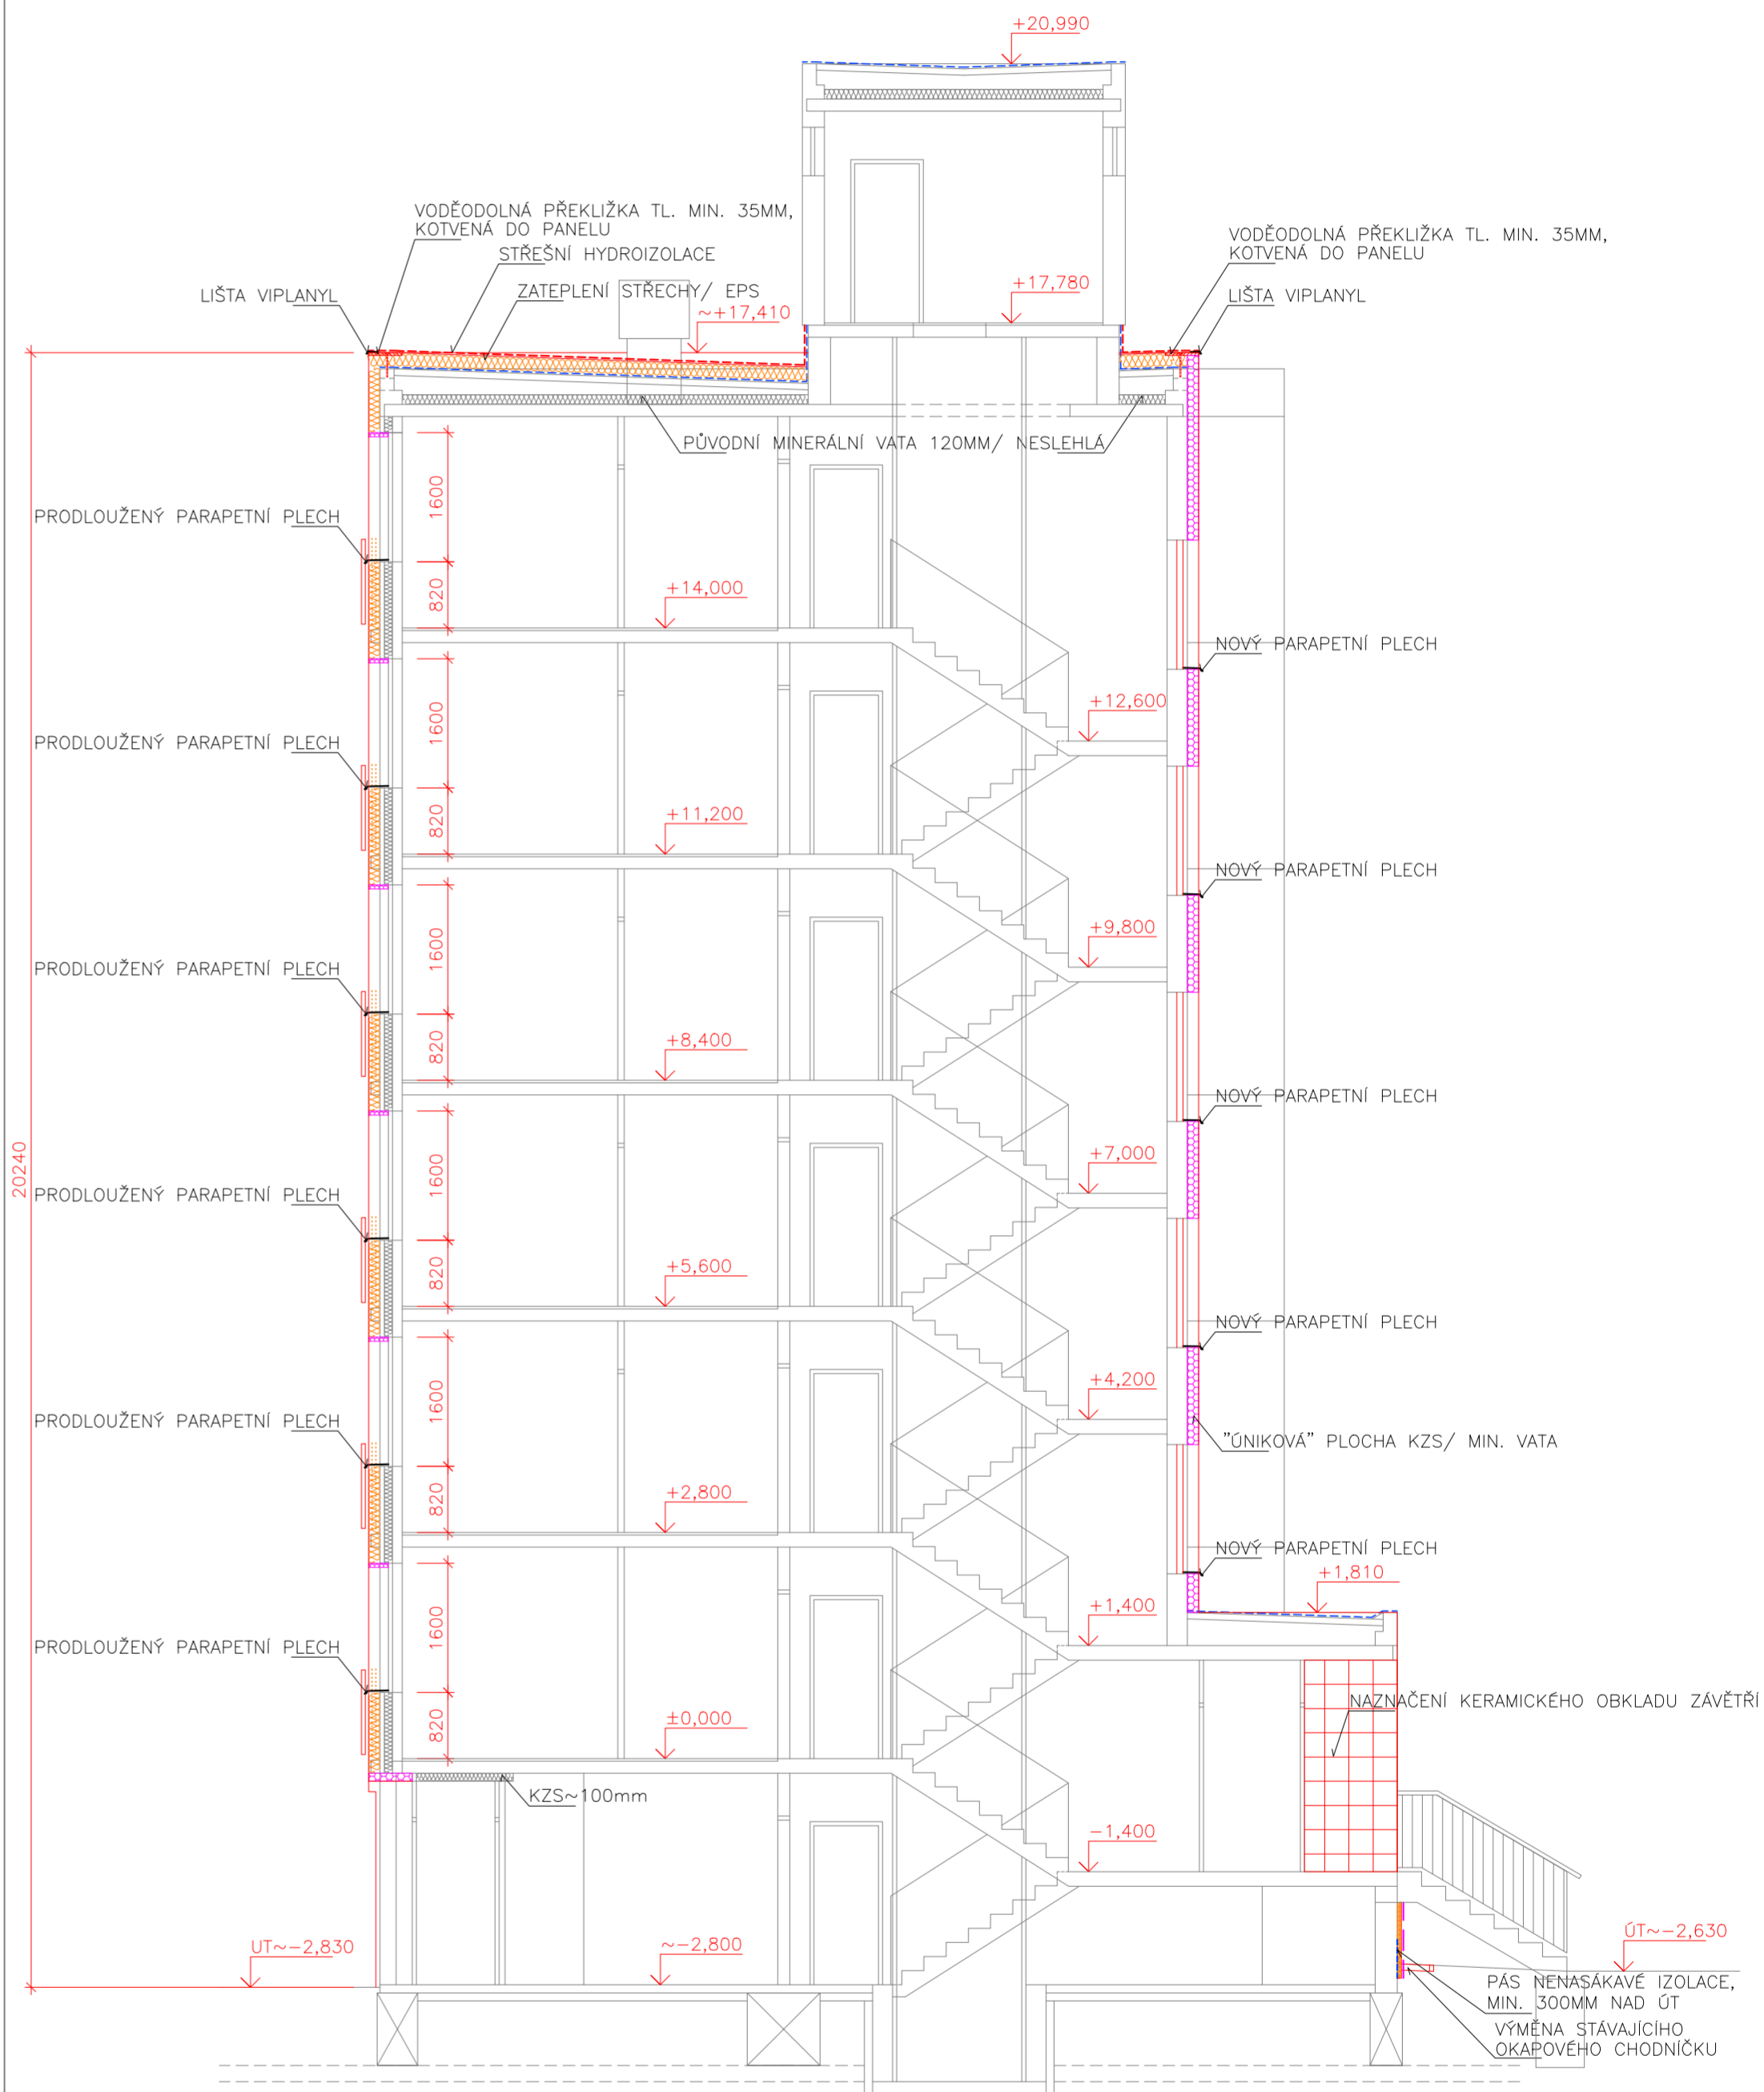 +20,990
VODĚODOLNÁ PŘEKLIŽKA TL. MIN. 35MM,
KOTVENÁ DO PANELU
STŘEŠNÍ HYDROIZOLACE
ZATEPLENÍ STŘECHY/ EPS
LIŠTA VIPLANYL
~+17,410
+17,780
VODĚODOLNÁ PŘEKLIŽKA TL. MIN. 35MM,
KOTVENÁ DO PANELU
LIŠTA VIPLANYL
PŮVODNÍ MINERÁLNÍ VATA 120MM/ NESLEHLÁ
1600
PRODLOUŽENÝ PARAPETNÍ PLECH
820
+14,000
NOVÝ PARAPETNÍ PLECH
+12,600
1600
PRODLOUŽENÝ PARAPETNÍ PLECH
820
+11,200
NOVÝ PARAPETNÍ PLECH
+9,800
1600
PRODLOUŽENÝ PARAPETNÍ PLECH
820
+8,400
NOVÝ PARAPETNÍ PLECH
+7,000
20240
1600
PRODLOUŽENÝ PARAPETNÍ PLECH
820
+5,600
NOVÝ PARAPETNÍ PLECH
+4,200
1600
PRODLOUŽENÝ PARAPETNÍ PLECH
"ÚNIKOVÁ" PLOCHA KZS/ MIN. VATA
820
+2,800
NOVÝ PARAPETNÍ PLECH
+1,810
+1,400
1600
PRODLOUŽENÝ PARAPETNÍ PLECH
820
±0,000
NAZNAČENÍ KERAMICKÉHO OBKLADU ZÁVĚTŘÍ
KZS~100mm
-1,400
UT~-2,830
~-2,800
ÚT~-2,630
PÁS NENASÁKAVÉ IZOLACE,
MIN. 300MM NAD ÚT
VÝMĚNA STÁVAJÍCÍHO
OKAPOVÉHO CHODNÍČKU